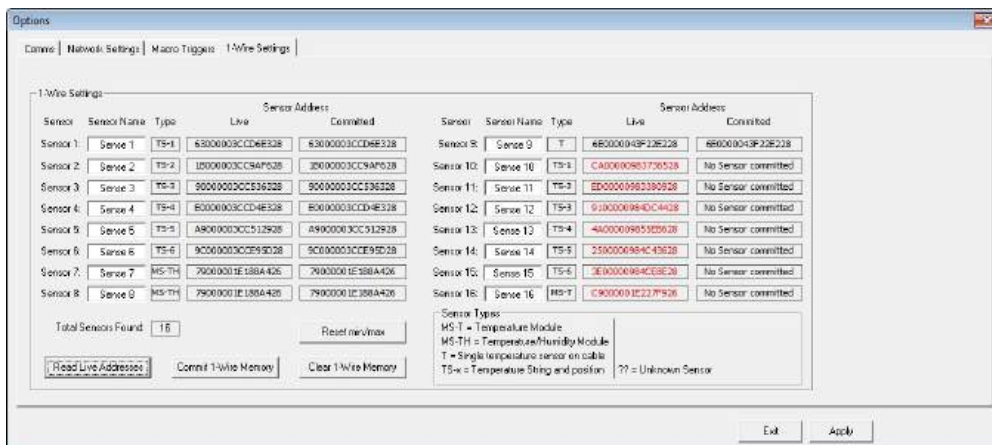 Options
Comms Network Settings Macro Triggers 1-Wire Settings
1-Wire Settings
Sensor Address Sensor Address
Sensor Sensor Name Type Live Committed Sensor Sensor Name Type Live Committed
Sensor 1: Sense 1 TS-1 63000003CCD6E328 63000003CCD6E328 Sensor 9: Sense 9 T 6E0000043F22E228 6E0000043F22E228
Sensor 2: Sense 2 TS-2 1B000003CC9AF628 1B000003CC9AF628 Sensor 10: Sense 10 TS-1 CA00000983736528 No Sensor committed
Sensor 3: Sense 3 TS-3 90000003CC536328 90000003CC536328 Sensor 11: Sense 11 TS-2 ED00000983380928 No Sensor committed
Sensor 4: Sense 4 TS-4 E0000003CCD4E328 E0000003CCD4E328 Sensor 12: Sense 12 TS-3 9100000984DC4428 No Sensor committed
Sensor 5: Sense 5 TS-5 A9000003CC512928 A9000003CC512928 Sensor 13: Sense 13 TS-4 No Sensor committed
Sensor 6: Sense 6 TS-6 9C000003CCE95D28 9C000003CCE95D28 Sensor 14: Sense 14 TS-5 2500000984C43628 No Sensor committed
Sensor 7: Sense 7 MS-TH 79000001E188A426 79000001E188A426 Sensor 15: Sense 15 TS-6 No Sensor committed
Sensor 8: Sense 8 MS-TH 79000001E188A426 79000001E188A426 Sensor 16: Sense 16 MS-T C9000001E227F926 No Sensor committed
Total Sensors Found: 16 Reset min/max
Read Live Addresses Commit 1-Wire Memory Clear 1-Wire Memory
Sensor Types
MS-T = Temperature Module
MS-TH = Temperature/Humidity Module
T = Single temperature sensor on cable
TS-x = Temperature String and position ?? = Unknown Sensor
Exit Apply